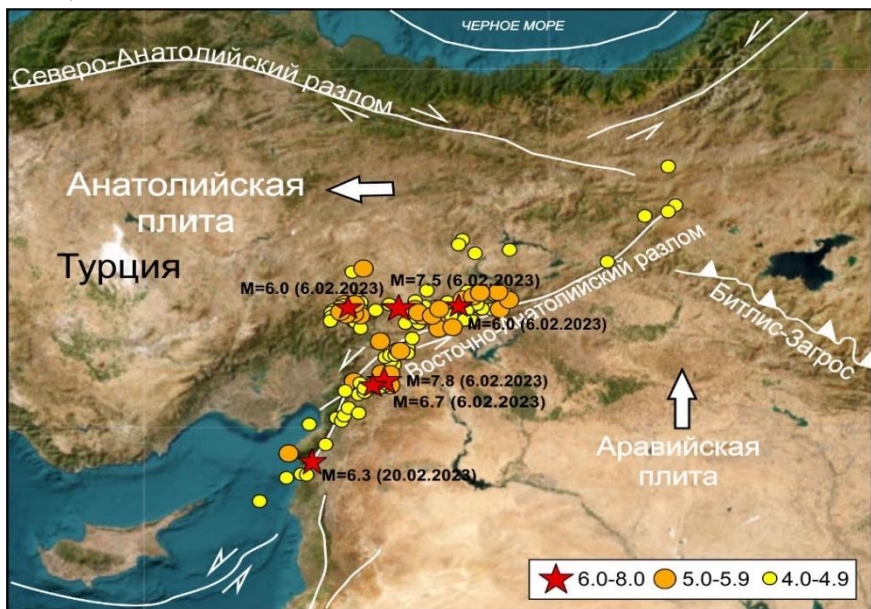 ЧЕРНОЕ МОРЕ
Северо-Анатолийский разлом
Анатолийская
плита
Турция
M=7.5 (6.02.2023)
M=6.0 (6.02.2023)
M=6.0 (6.02.2023)
Восточно-Анатолийский разлом
Битлис-Загрос
M=7.8 (6.02.2023)
M=6.7 (6.02.2023)
Аравийская
плита
M=6.3 (20.02.2023)
6.0-8.0 5.0-5.9 4.0-4.9